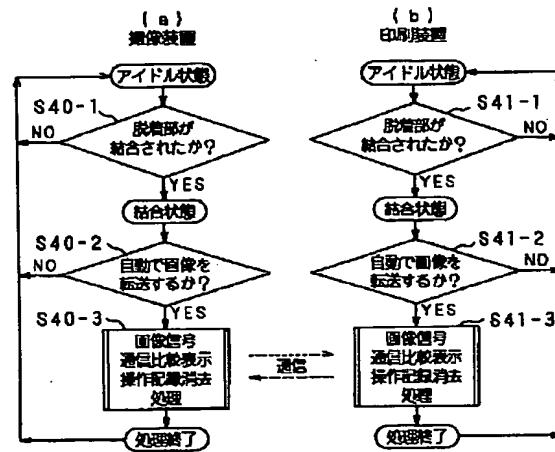 (a)
撮像装置
アイドル状態
S40-1
脱着部が
結合されたか?
NO
YES
結合状態
S40-2
自動で画像を
転送するか?
NO
YES
S40-3
画像信号
通信比較表示
操作記録消去
処理
処理終了
通信
(b)
印刷装置
アイドル状態
S41-1
脱着部が
結合されたか?
NO
YES
結合状態
S41-2
自動で画像を
転送するか?
NO
YES
S41-3
画像信号
通信比較表示
操作記録消去
処理
処理終了